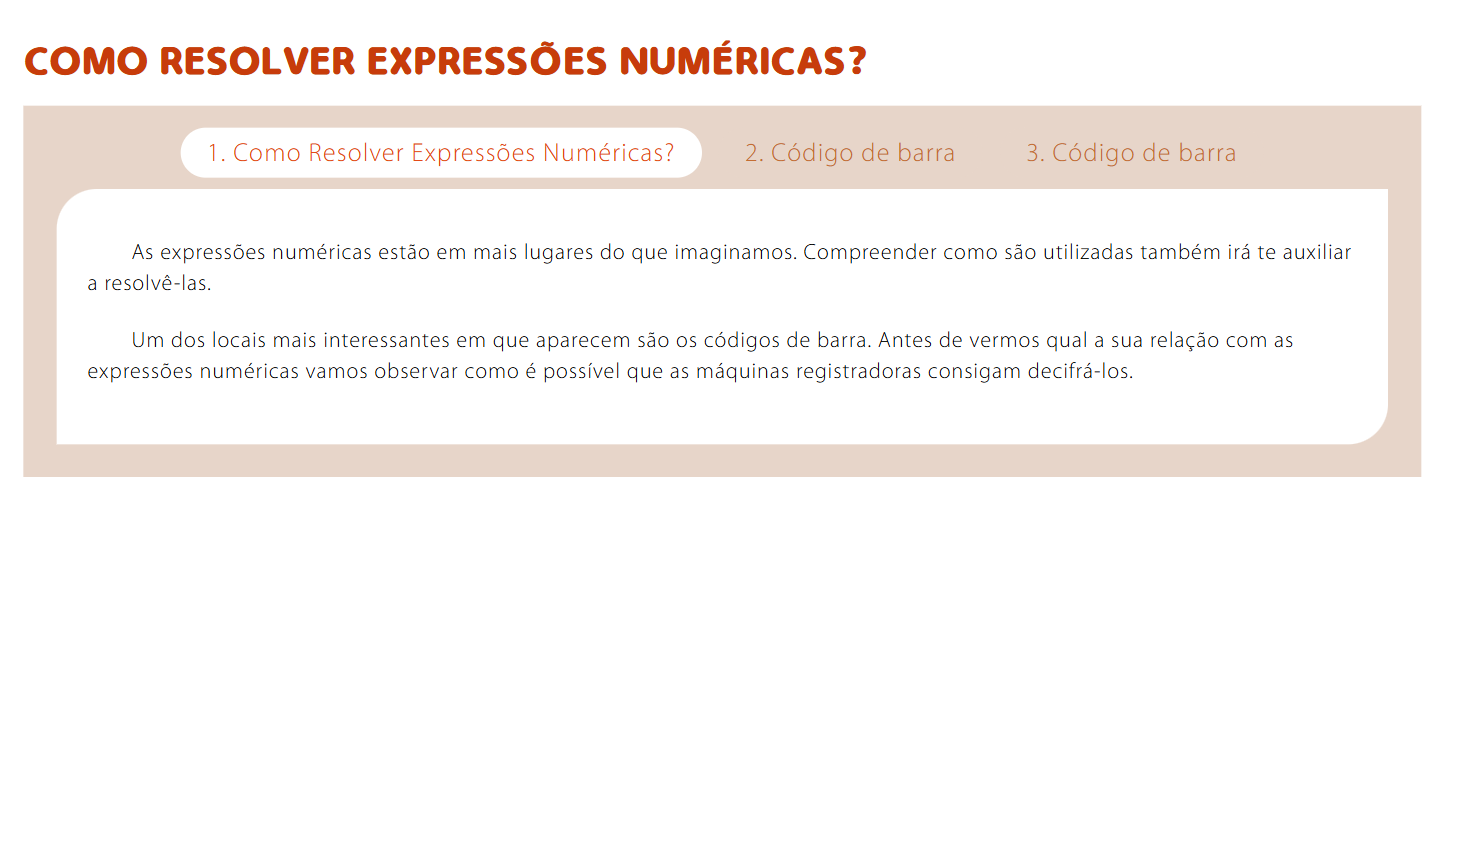 COMO RESOLVER EXPRESSÕES NUMÉRICAS?
1. Como Resolver Expressões Numéricas? 2. Código de barra 3. Código de barra
As expressões numéricas estão em mais lugares do que imaginamos. Compreender como são utilizadas também irá te auxiliar
a resolvê-las.
Um dos locais mais interessantes em que aparecem são os códigos de barra. Antes de vermos qual a sua relação com as
expressões numéricas vamos observar como é possível que as máquinas registradoras consigam decifrá-los.